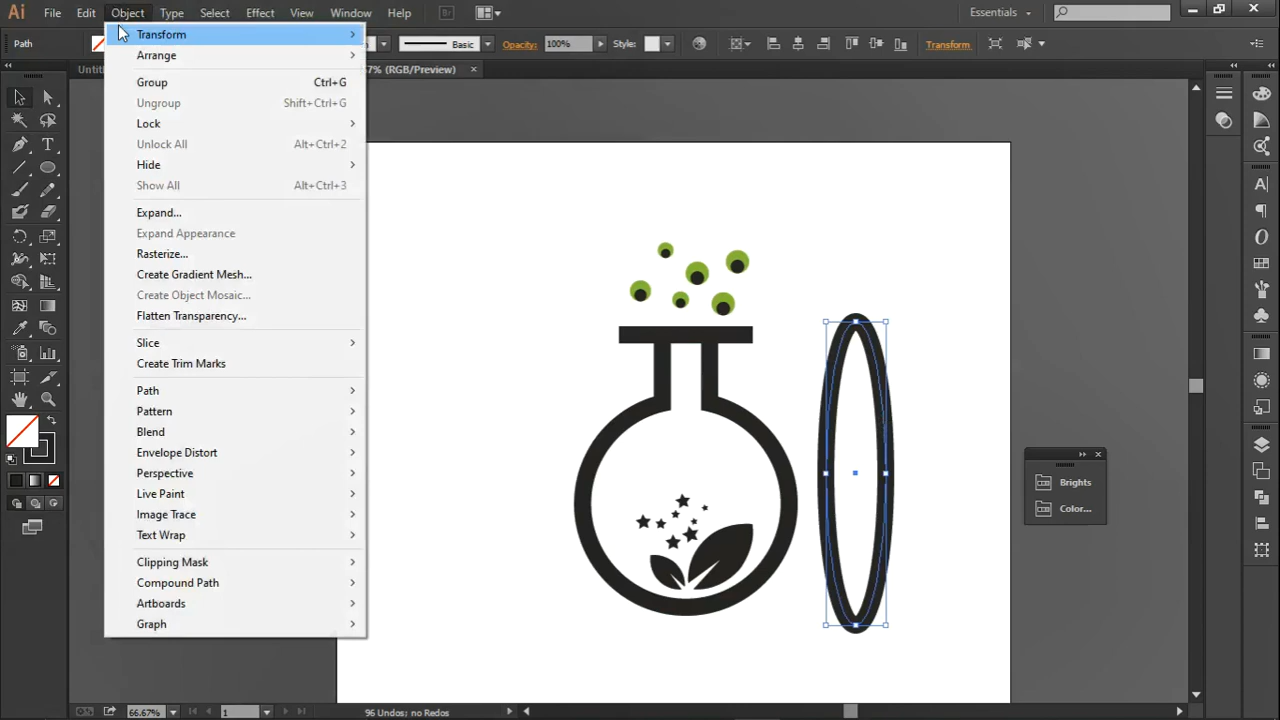 Ai File Edit Object Type Select Effect View Window Help Br Essentials
Path Basic Opacity: 100% Style: Transform
7% (RGB/Preview)
Transform
Arrange
Group Ctrl+G
Ungroup Shift+Ctrl+G
Lock
Unlock All Alt+Ctrl+2
Hide
Show All Alt+Ctrl+3
Expand...
Expand Appearance
Rasterize...
Create Gradient Mesh...
Create Object Mosaic...
Flatten Transparency...
Slice
Create Trim Marks
Path
Pattern
Blend
Envelope Distort
Perspective
Live Paint
Image Trace
Text Wrap
Clipping Mask
Compound Path
Artboards
Graph
Brights
Color...
66.67% 1 96 Undos; no Redos